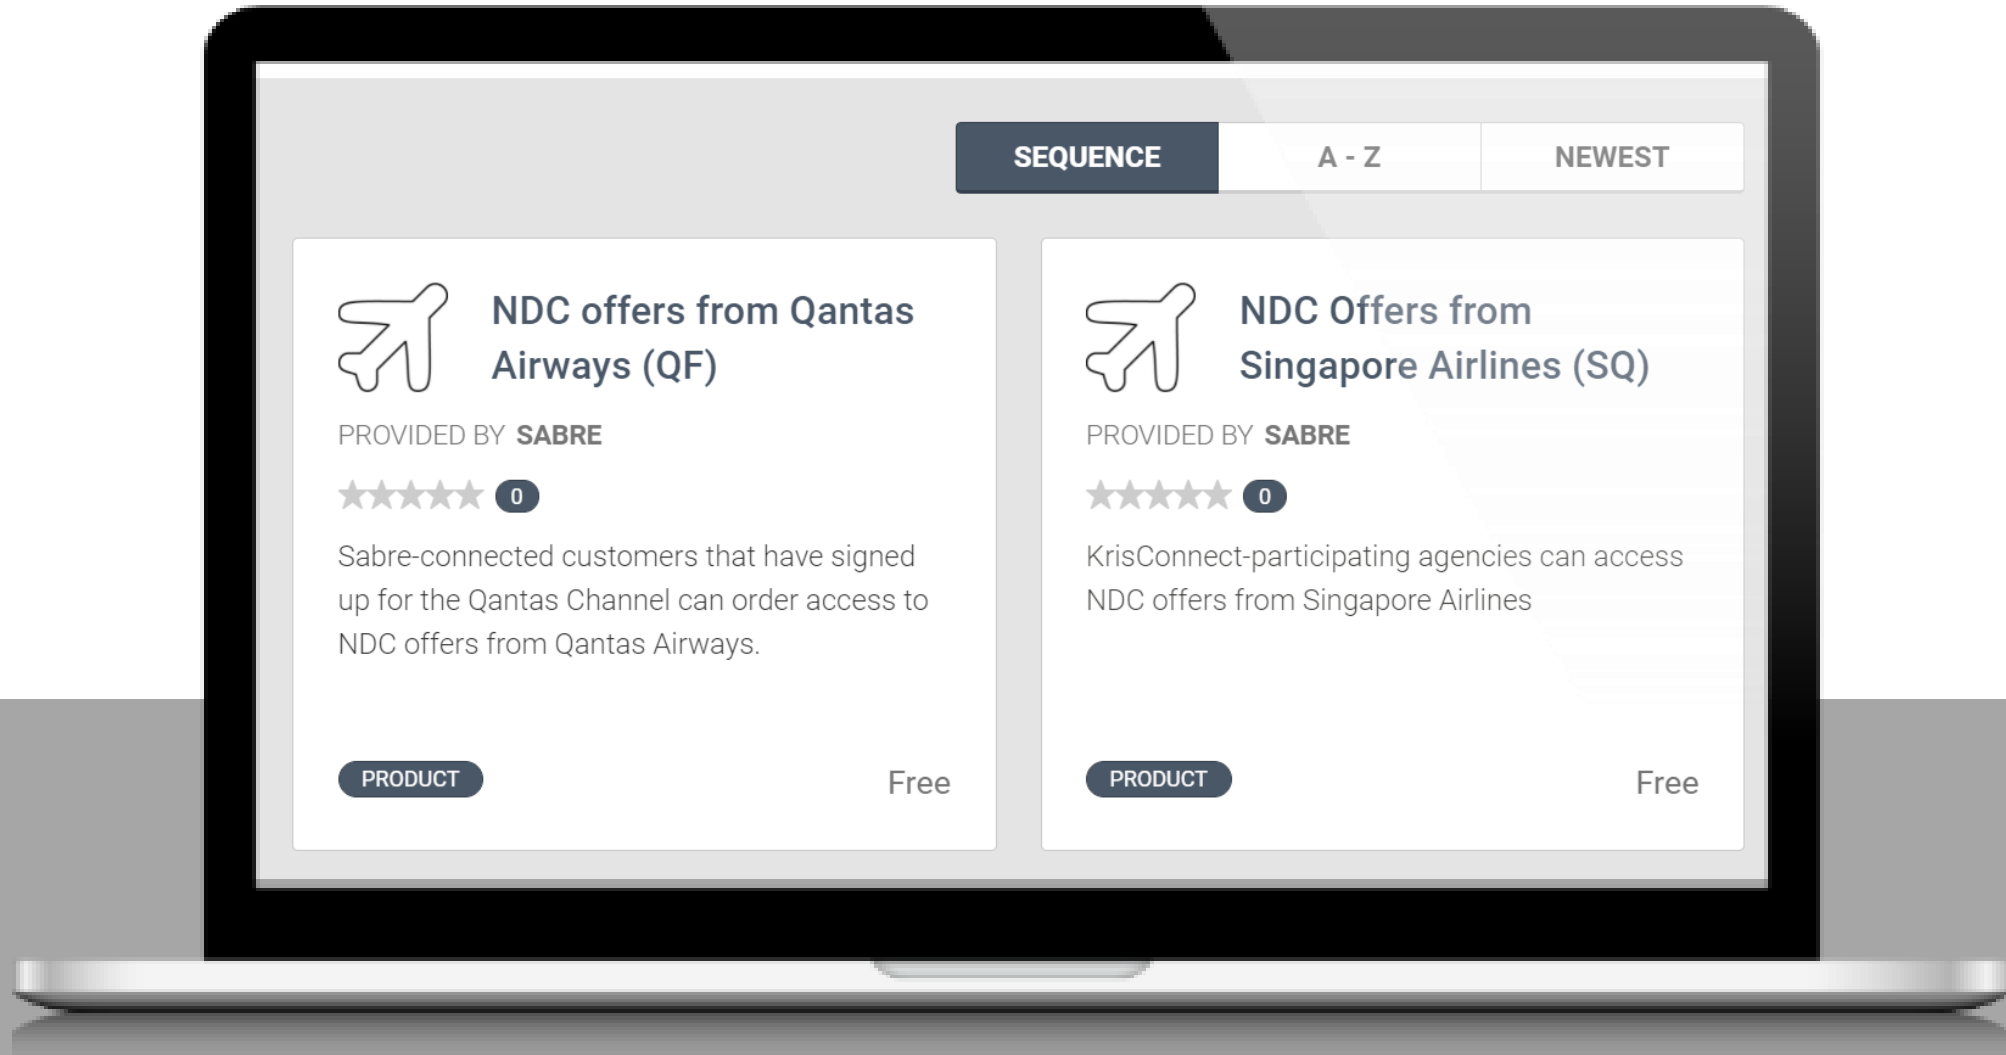 SEQUENCE
A - Z
NEWEST
NDC offers from Qantas
Airways (QF)
PROVIDED BY SABRE
0
Sabre-connected customers that have signed
up for the Qantas Channel can order access to
NDC offers from Qantas Airways.
PRODUCT
Free
NDC Offers from
Singapore Airlines (SQ)
PROVIDED BY SABRE
0
KrisConnect-participating agencies can access
NDC offers from Singapore Airlines
PRODUCT
Free